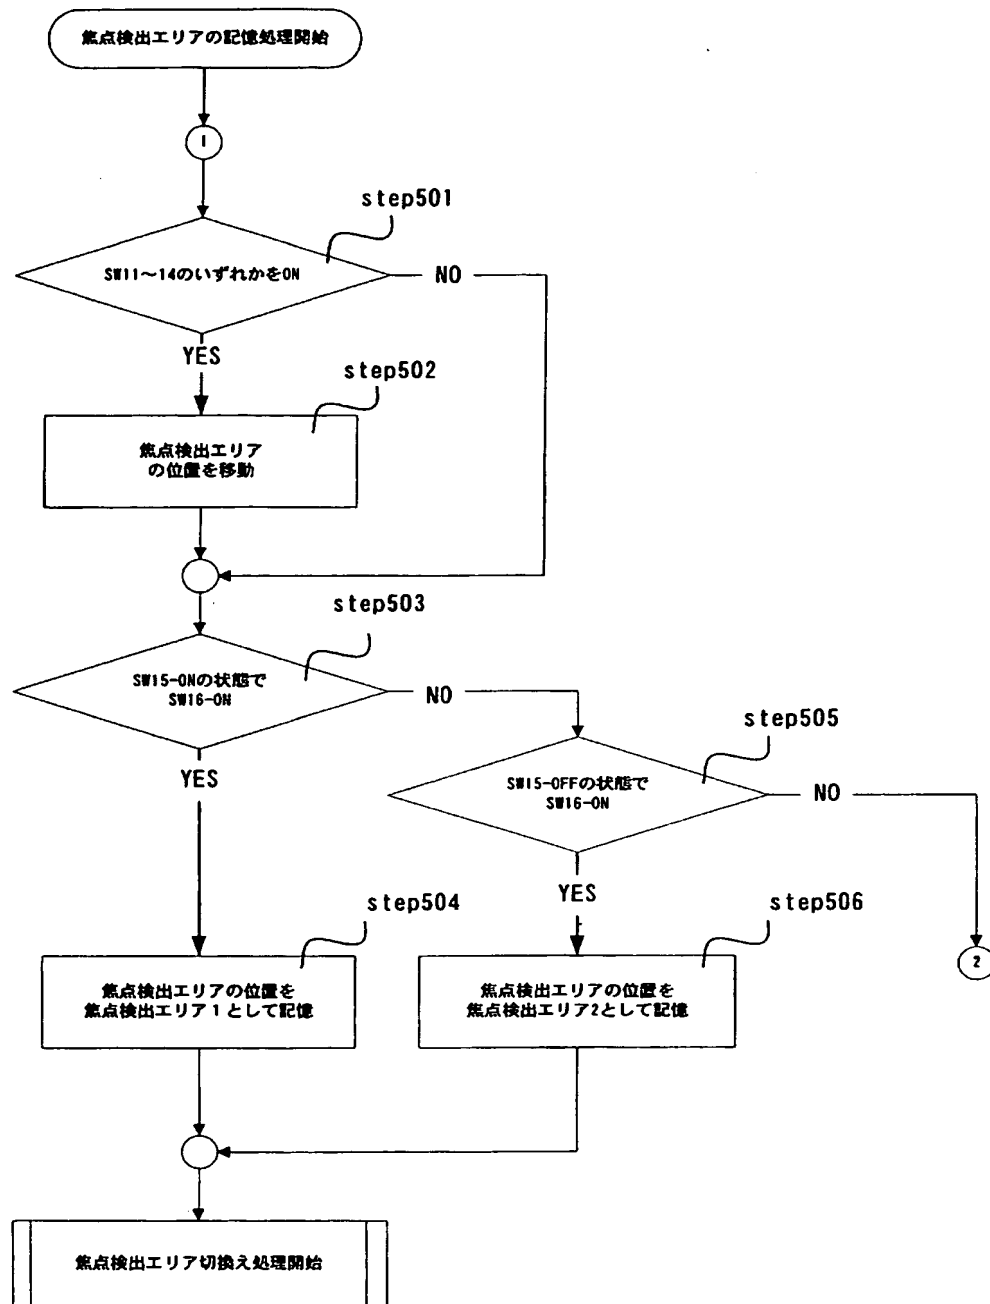 焦点検出エリアの記憶処理開始
1
step501
SW11～14のいずれかをON
NO
YES
step502
焦点検出エリア
の位置を移動
step503
SW15-ONの状態で
SW16-ON
NO
step505
YES
SW15-OFFの状態で
SW16-ON
NO
YES
step504
step506
2
焦点検出エリアの位置を
焦点検出エリア1として記憶
焦点検出エリアの位置を
焦点検出エリア2として記憶
焦点検出エリア切換え処理開始